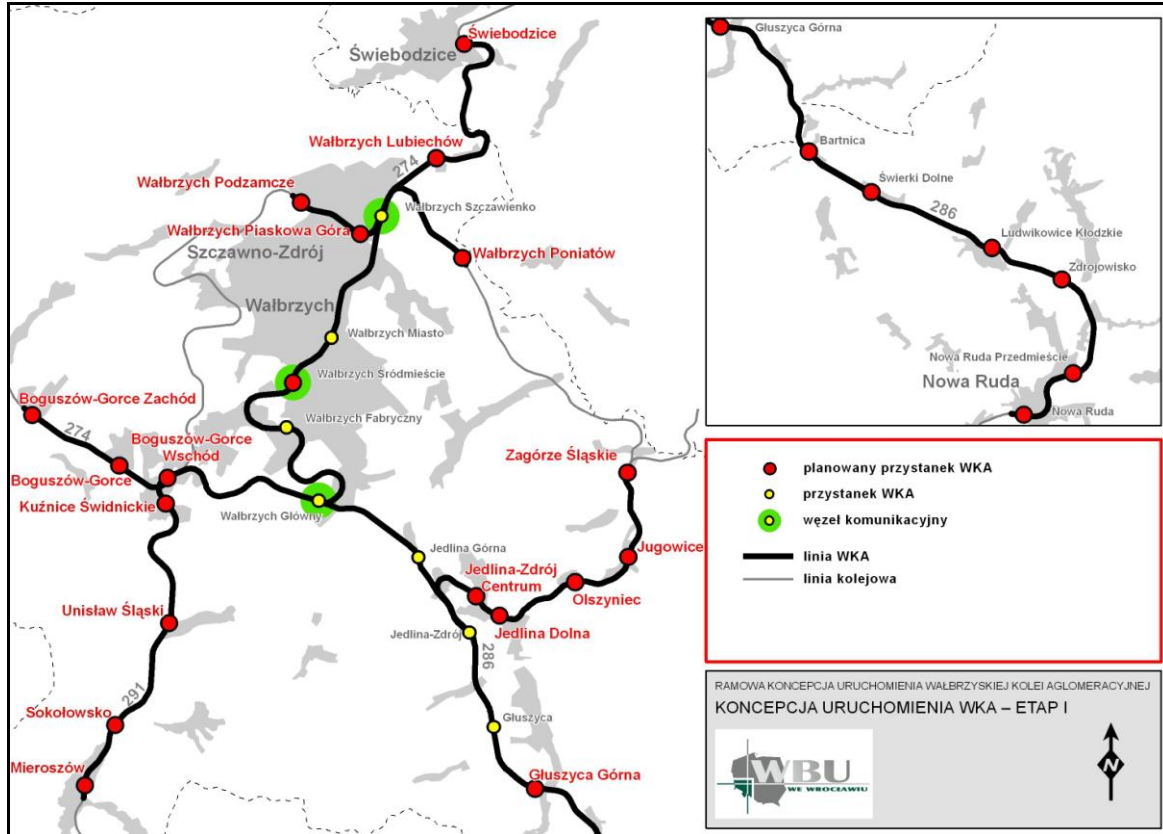 Świebodzice
Świebodzice
Wałbrzych Lubiechów
274
Wałbrzych Podzamcze
Wałbrzych Szczawienko
Wałbrzych Piaskowa Góra
Szczawno-Zdrój
Wałbrzych Poniatów
Wałbrzych
Wałbrzych Miasto
Wałbrzych Śródmieście
Boguszów-Gorce Zachód
Wałbrzych Fabryczny
274
Boguszów-Gorce
Wschód
Boguszów-Gorce
Zagórze Śląskie
Kuźnice Świdnickie
Wałbrzych Główny
Jedlina Górna
Jugowice
Jedlina-Zdrój
Centrum
Olszyniec
Unisław Śląski
Jedlina Dolna
Jedlina-Zdrój
286
291
Sokołowsko
Głuszyca
Mieroszów
Głuszyca Górna
Głuszyca Górna
Bartnica
Świerki Dolne
286
Ludwikowice Kłodzkie
Zdrojowisko
Nowa Ruda Przedmieście
Nowa Ruda
Nowa Ruda
planowany przystanek WKA
przystanek WKA
węzeł komunikacyjny
linia WKA
linia kolejowa
RAMOWA KONCEPCJA URUCHOMIENIA WAŁBRZYSKIEJ KOLEI AGLOMERACYJNEJ
KONCEPCJA URUCHOMIENIA WKA – ETAP I
WBU
WE WROCŁAWIU
N